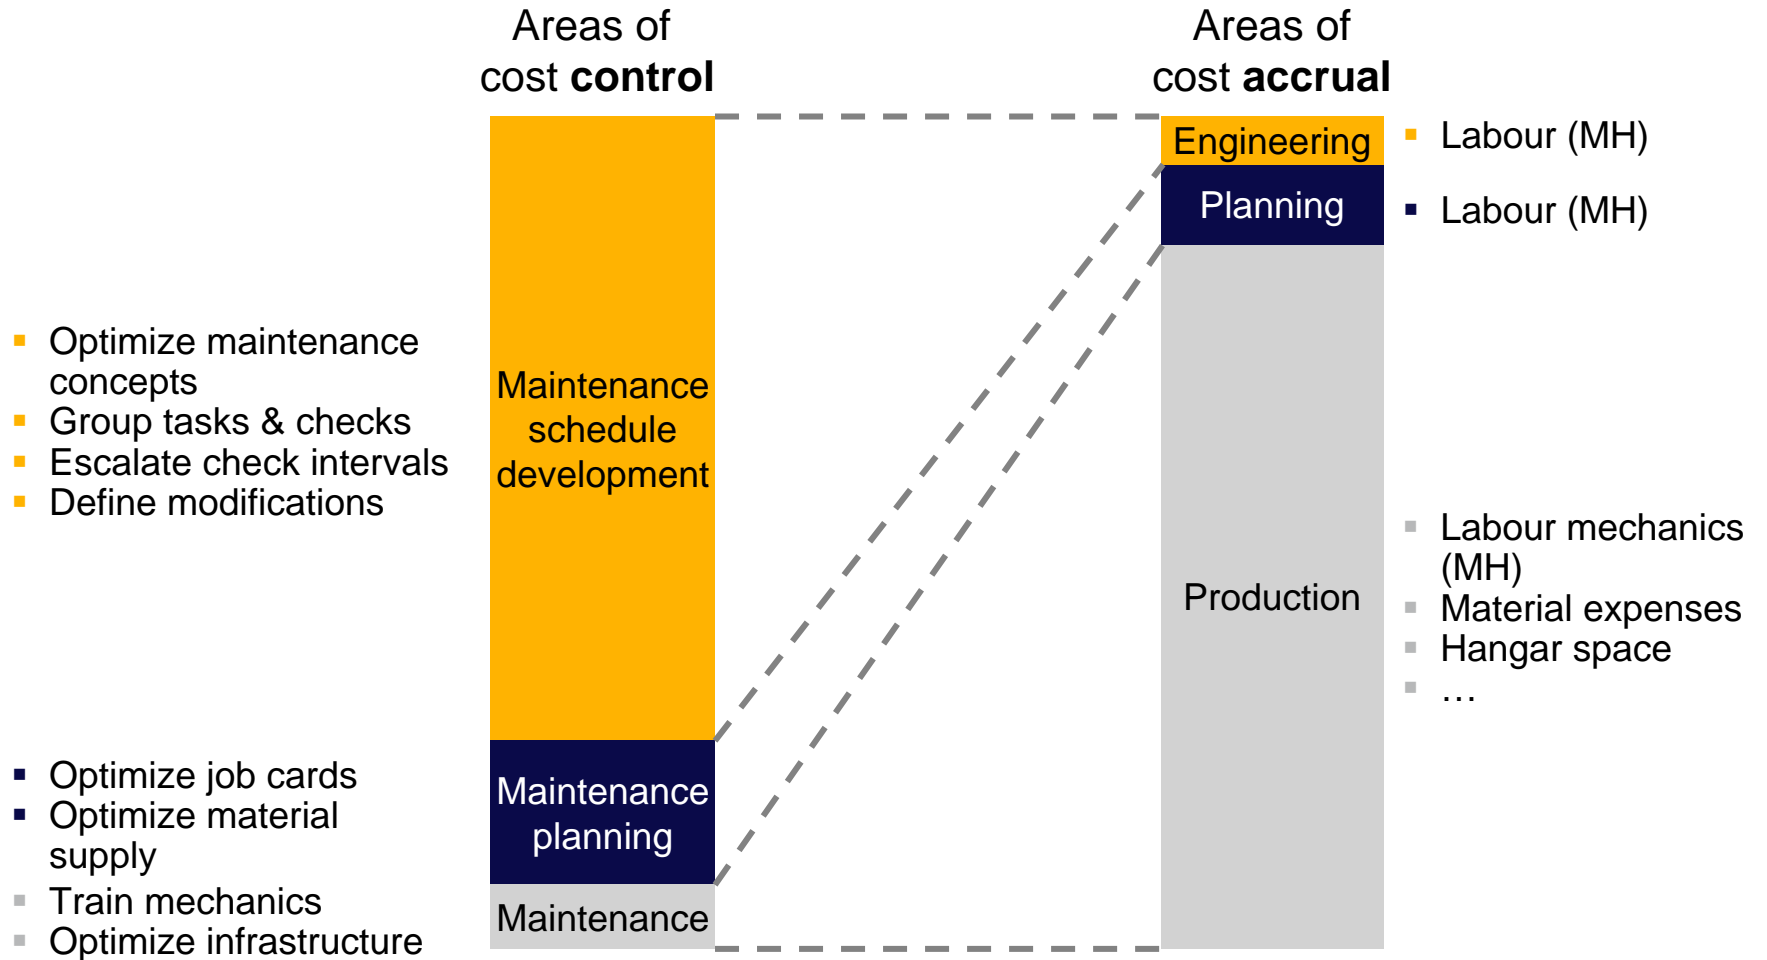 Areas of
cost control
Areas of
cost accrual
Engineering
Labour (MH)
Planning
Labour (MH)
Optimize maintenance
concepts
Group tasks & checks
Escalate check intervals
Define modifications
Maintenance
schedule
development
Production
Labour mechanics
(MH)
Material expenses
Hangar space
…
Optimize job cards
Optimize material
supply
Train mechanics
Optimize infrastructure
Maintenance
planning
Maintenance